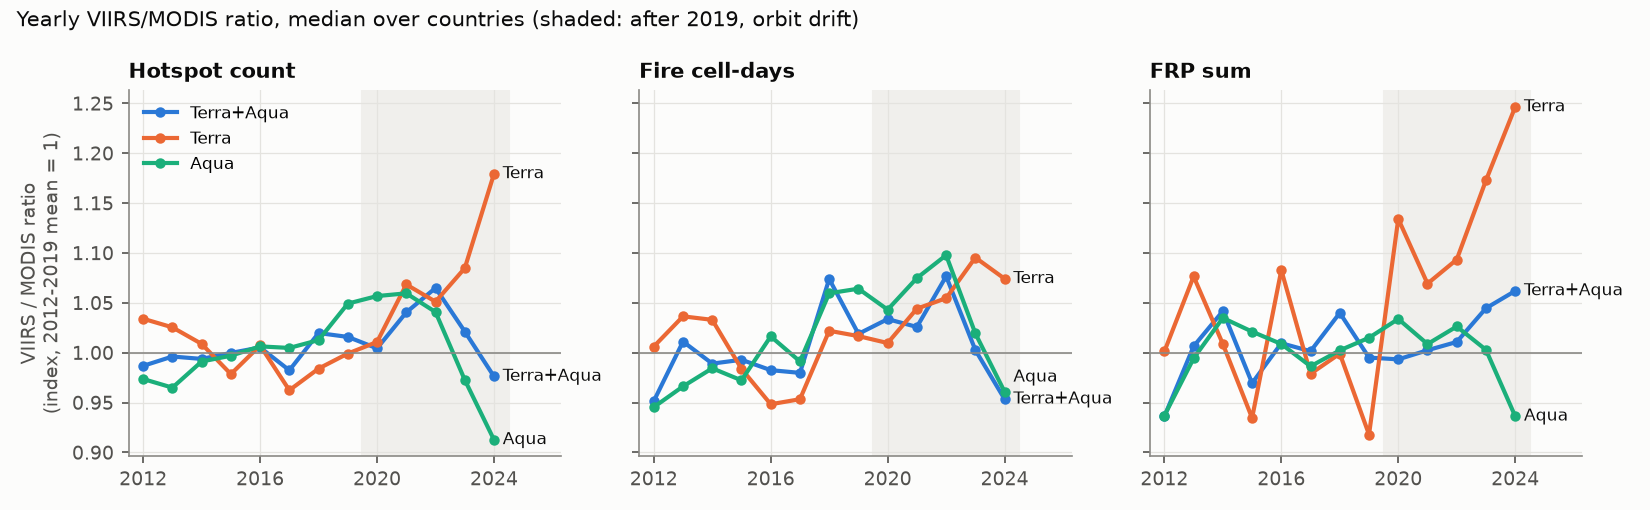 Yearly VIIRS/MODIS ratio, median over countries (shaded: after 2019, orbit drift)
Hotspot count
Fire cell-days
FRP sum
VIIRS / MODIS ratio
(index, 2012-2019 mean = 1)
1.25
1.20
1.15
1.10
1.05
1.00
0.95
0.90
Terra+Aqua
Terra
Aqua
Terra
Terra+Aqua
Aqua
2012
2016
2020
2024
Terra
Aqua
Terra+Aqua
2012
2016
2020
2024
Terra
Terra+Aqua
Aqua
2012
2016
2020
2024